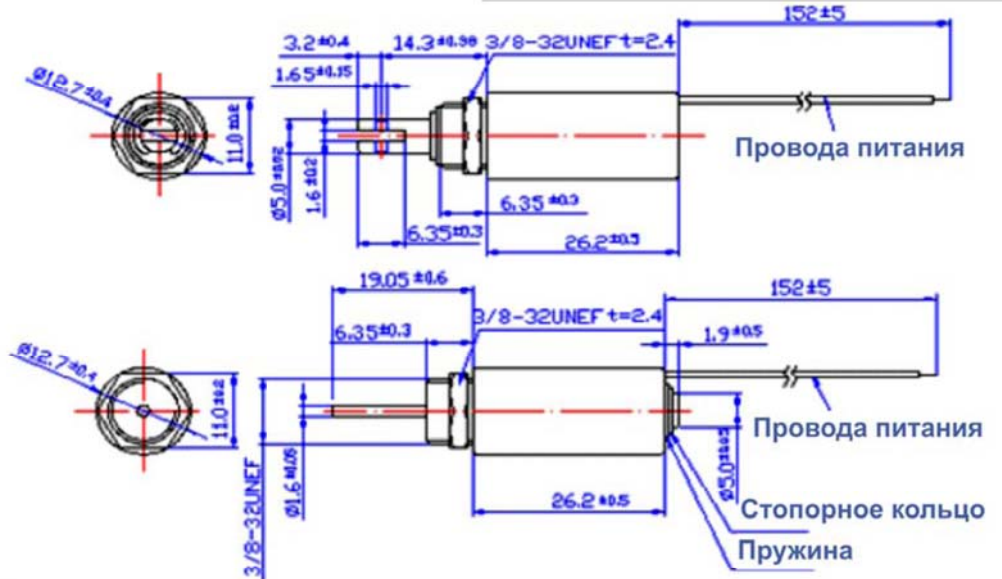 152±5
3.2±0.4
14.3±0.98
3/8-32UNEF t=2.4
1.65±0.15
Ø12.7±0.4
11.0±0.2
Провода питания
Ø5.0±0.02
1.6±0.2
6.35±0.3
6.35±0.3
26.2±0.5
19.05±0.6
152±5
3/8-32UNEF t=2.4
6.35±0.3
1.9±0.5
Ø12.7±0.4
11.0±0.2
Провода питания
3/8-32UNEF
Ø1.6±0.05
26.2±0.5
Стопорное кольцо
Пружина